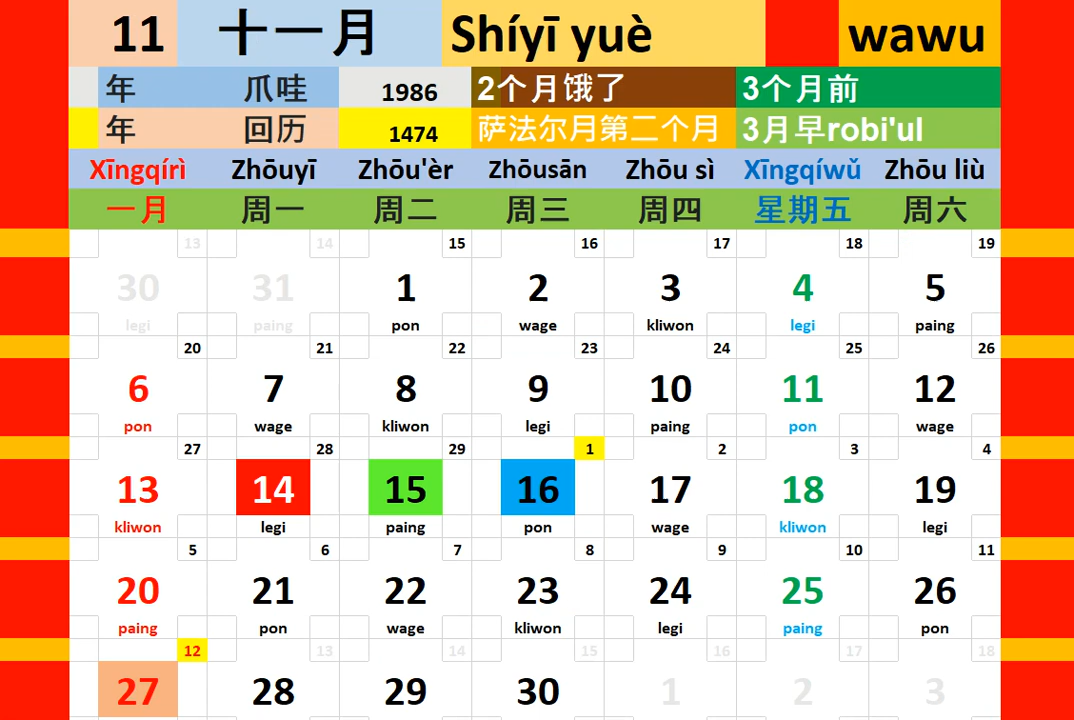 11 十一月 Shíyī yuè wawu
年 爪哇 1986 2个月饿了 3个月前
年 回历 1474 萨法尔月第二个月 3月早robi'ul
Xīngqírì Zhōuyī Zhōu'èr Zhōusān Zhōu sì Xīngqíwǔ Zhōu liù
一月 周一 周二 周三 周四 星期五 周六
13 14 15 16 17 18 19
30 31 1 2 3 4 5
legi paing pon wage kliwon legi paing
20 21 22 23 24 25 26
6 7 8 9 10 11 12
pon wage kliwon legi paing pon wage
27 28 29 1 2 3 4
13 14 15 16 17 18 19
kliwon legi paing pon wage kliwon legi
5 6 7 8 9 10 11
20 21 22 23 24 25 26
paing pon wage kliwon legi paing pon
12 13 14 15 16 17 18
27 28 29 30 1 2 3